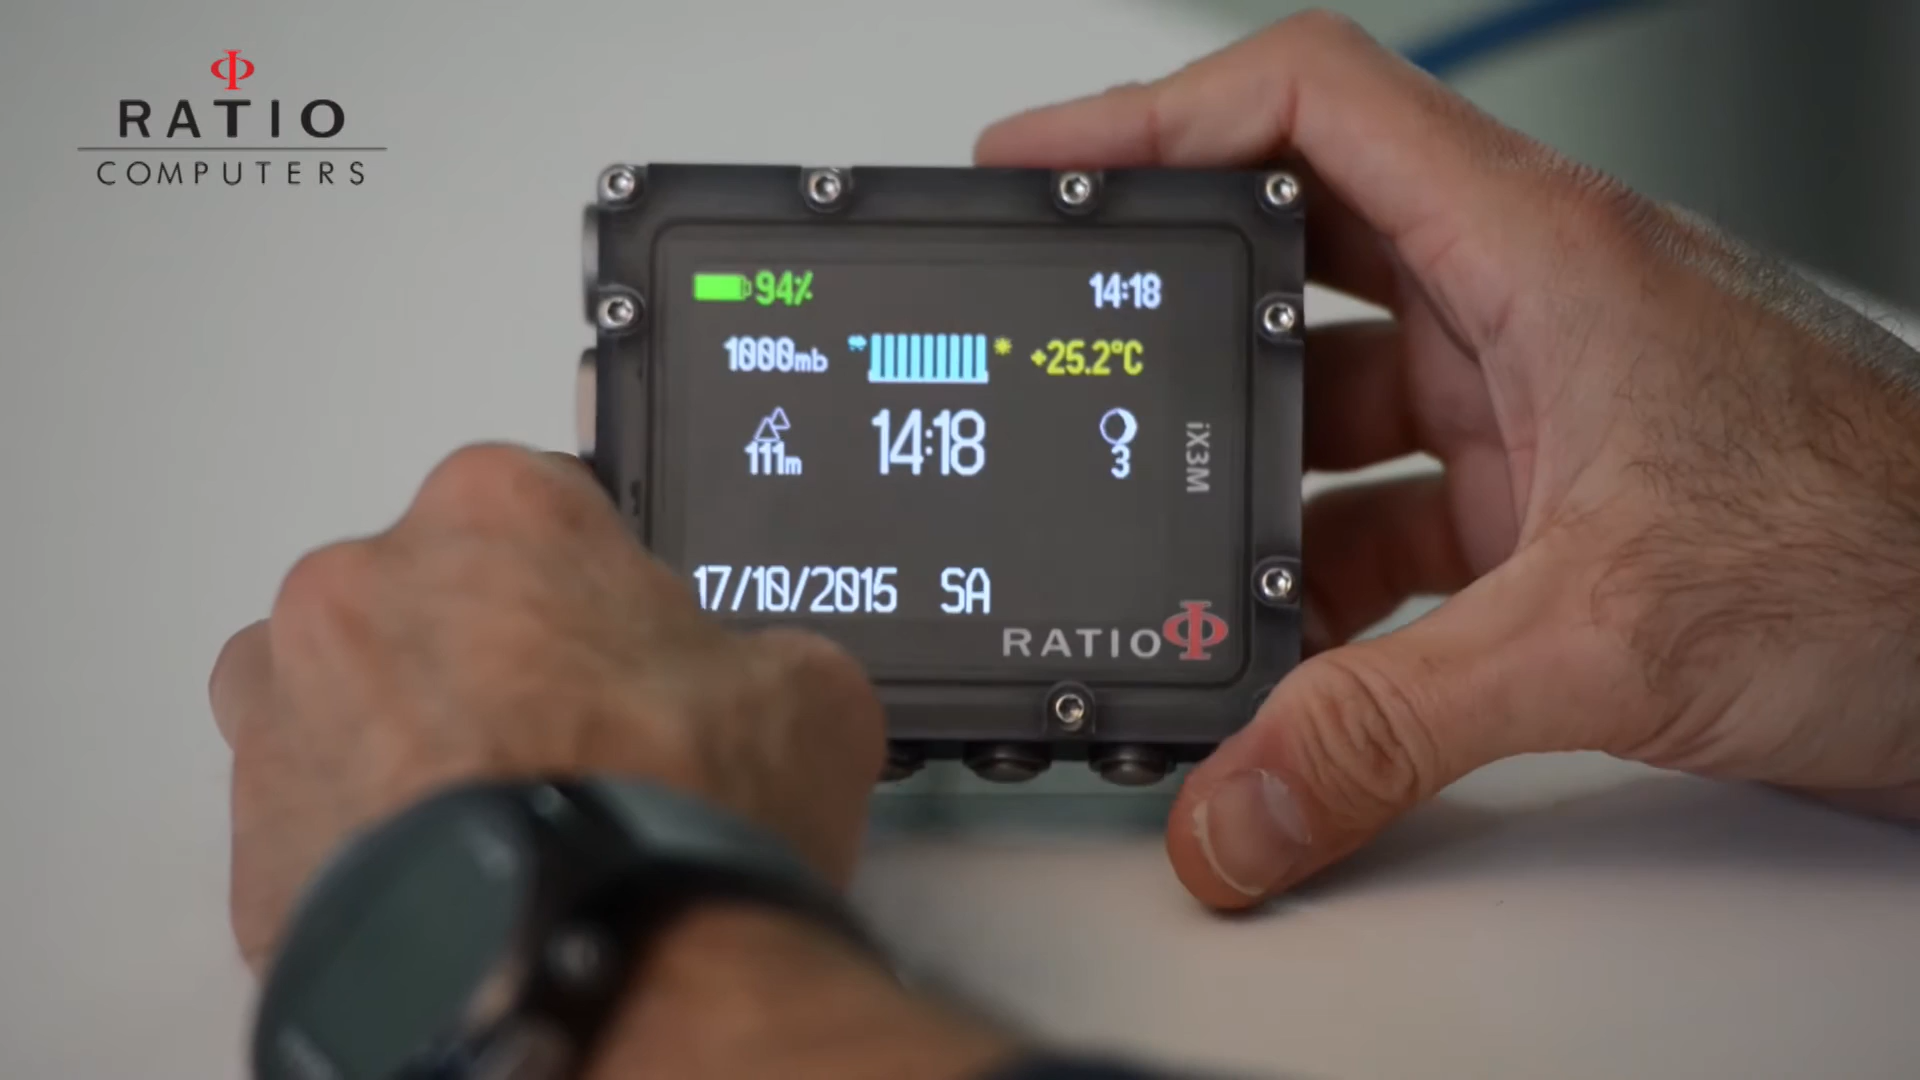 RATIO
COMPUTERS
94% 14:18
1000mb +25.2°C
111m 14:18 3
iX3M
17/10/2015 SA
RATIO